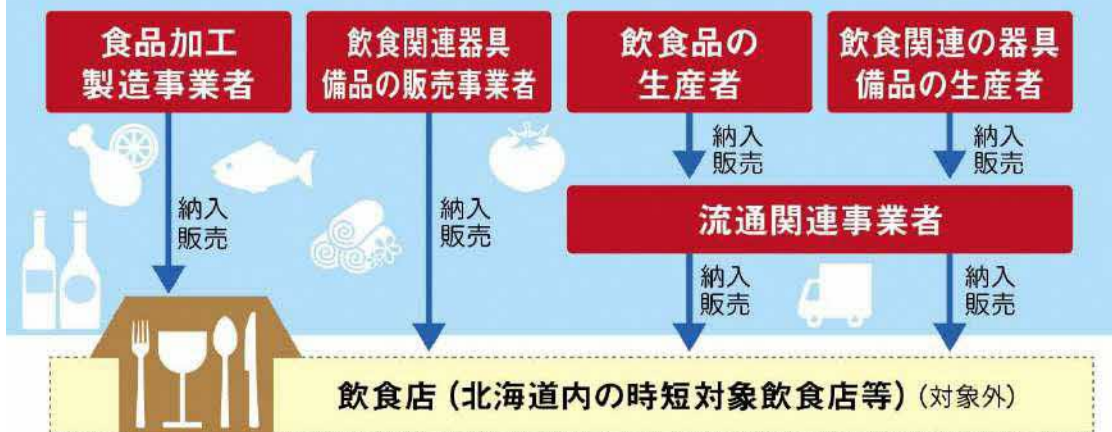 食品加工
製造事業者
飲食関連器具
備品の販売事業者
飲食品の
生産者
飲食関連の器具
備品の生産者
納入
販売
納入
販売
納入
販売
納入
販売
流通関連事業者
納入
販売
納入
販売
飲食店（北海道内の時短対象飲食店等）（対象外）